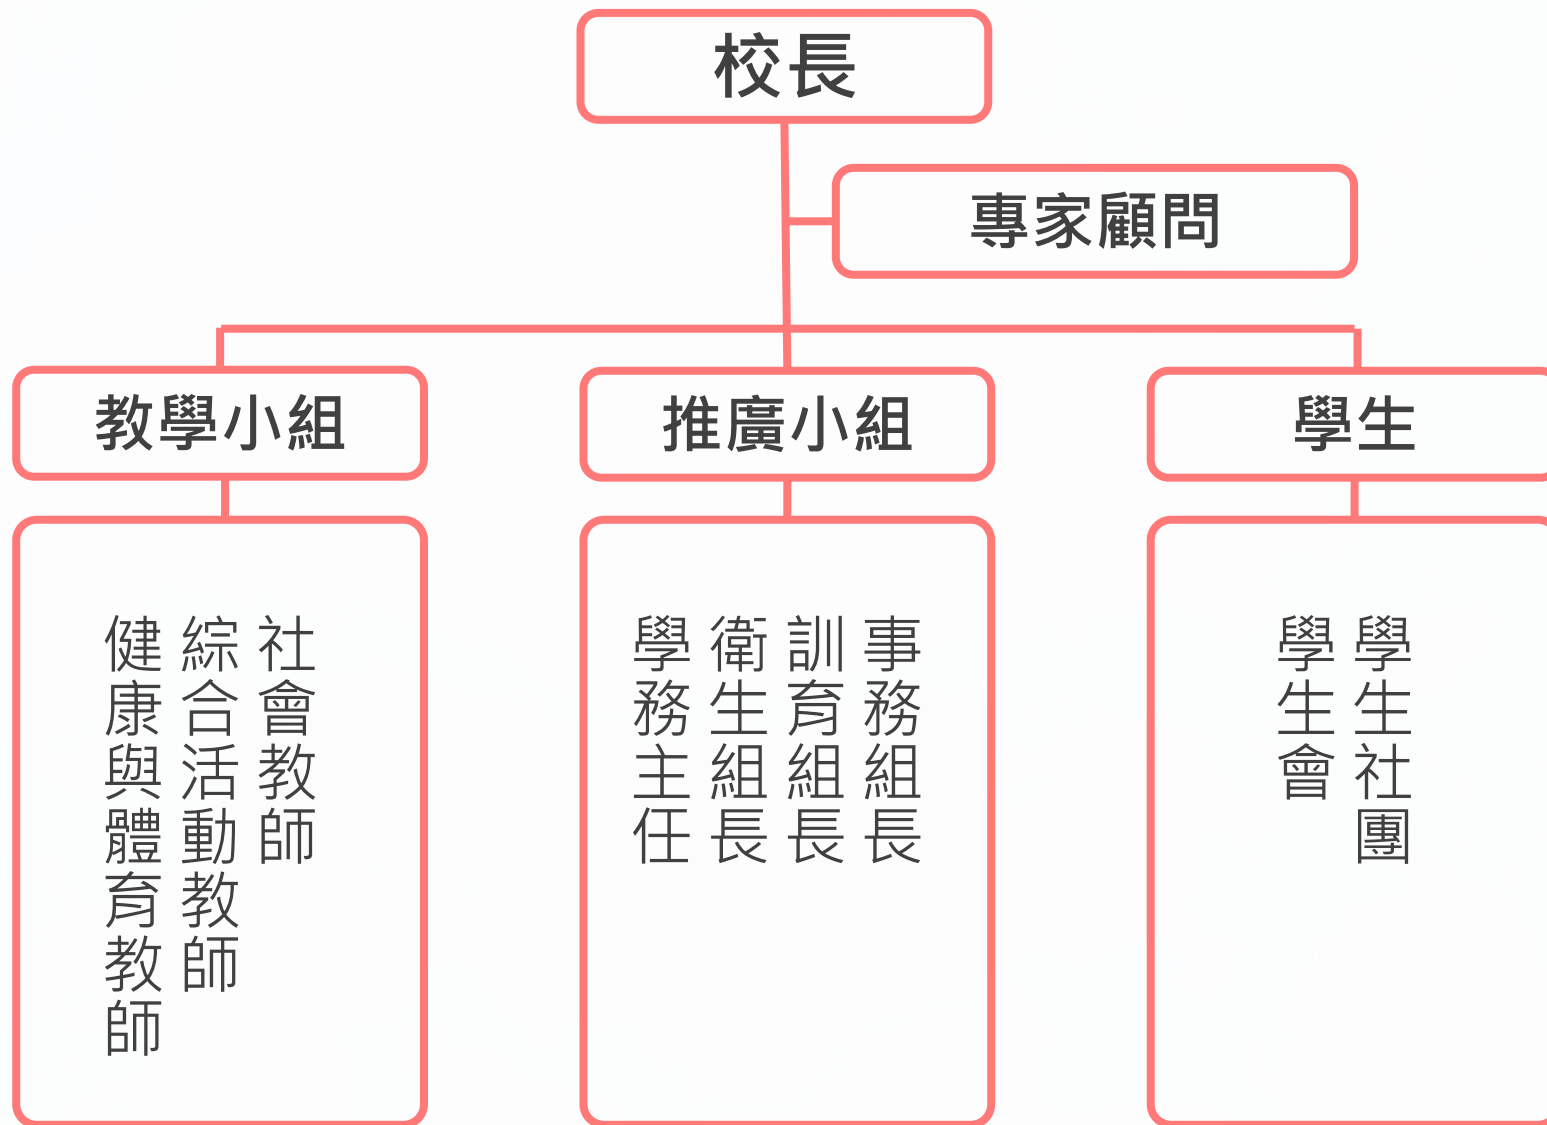 校長
專家顧問
教學小組
推廣小組
學生
健康與體育教師
綜合活動教師
社會教師
學務主任
衛生組長
訓育組長
事務組長
學生會
學生社團